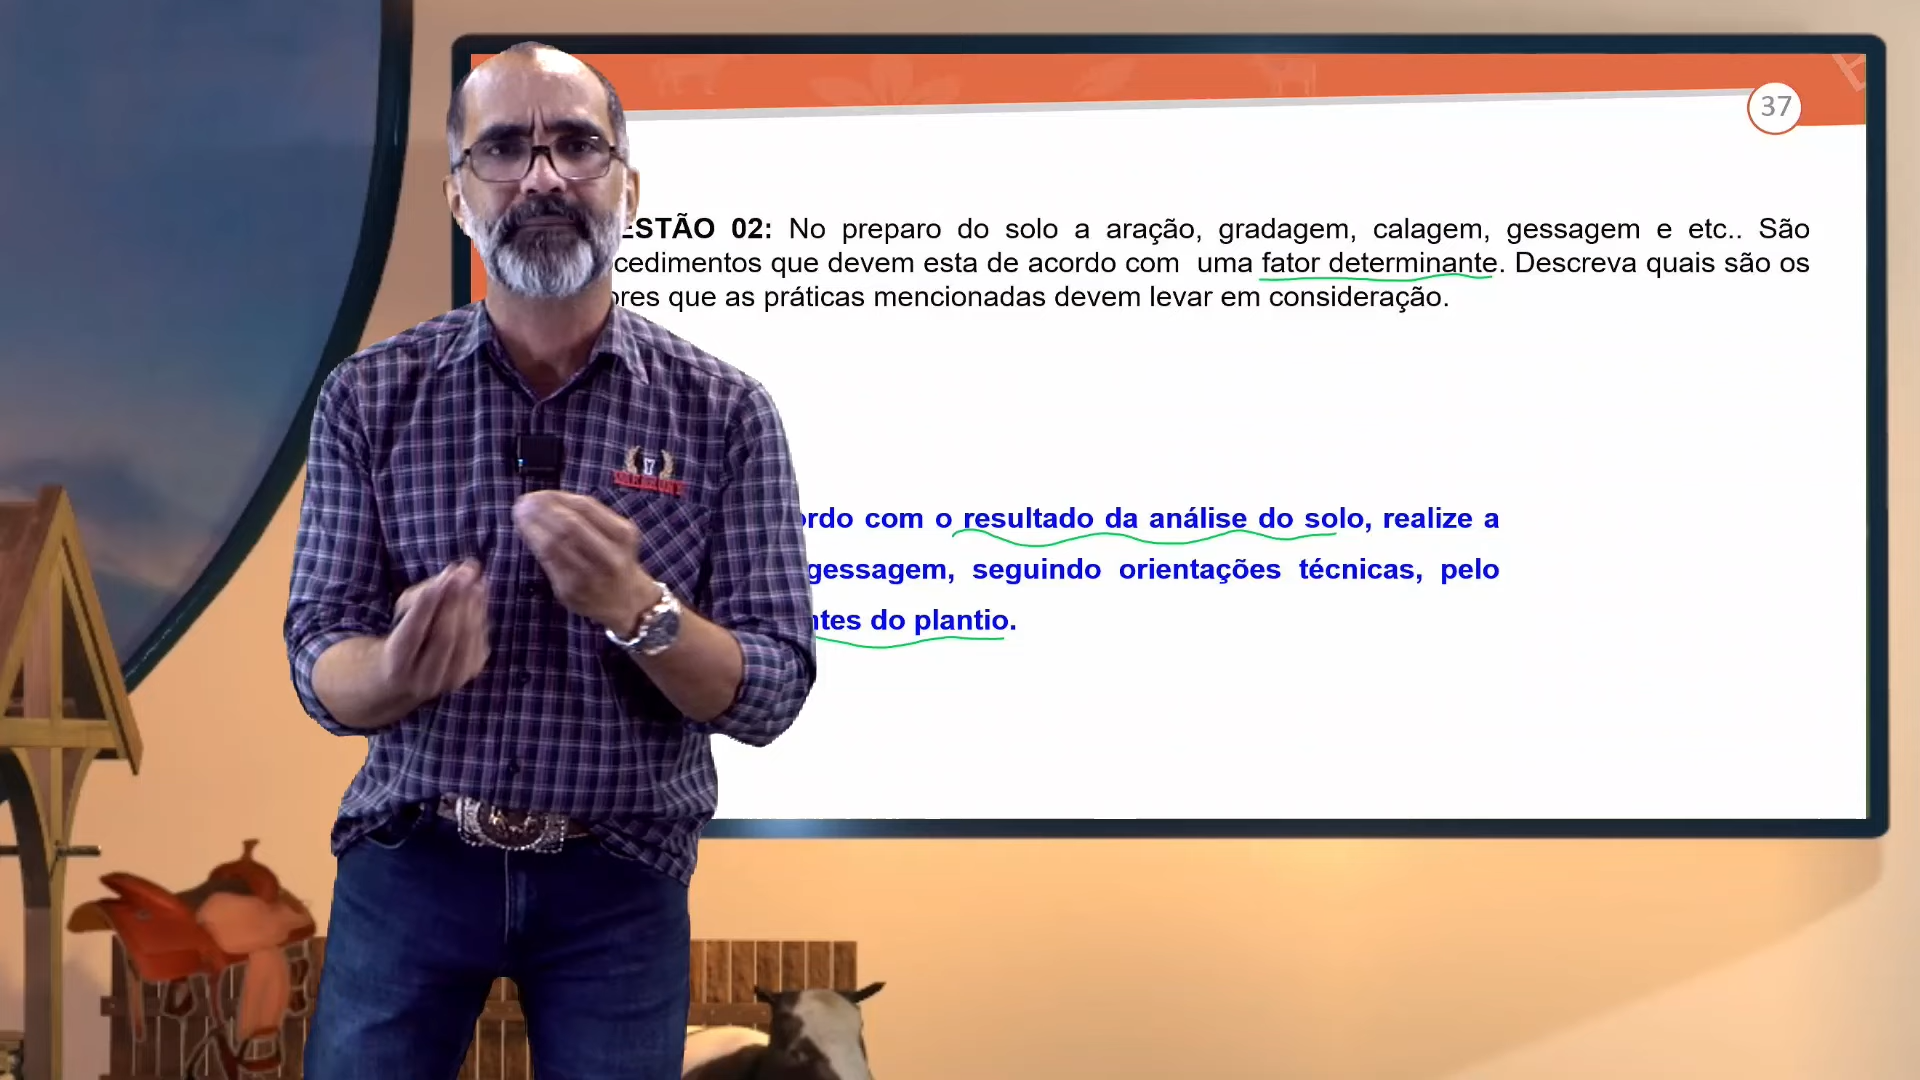 37
ESTÃO 02: No preparo do solo a aração, gradagem, calagem, gessagem e etc.. São
cedimentos que devem esta de acordo com uma fator determinante. Descreva quais são os
ores que as práticas mencionadas devem levar em consideração.
ordo com o resultado da análise do solo, realize a
gessagem, seguindo orientações técnicas, pelo
ntes do plantio.